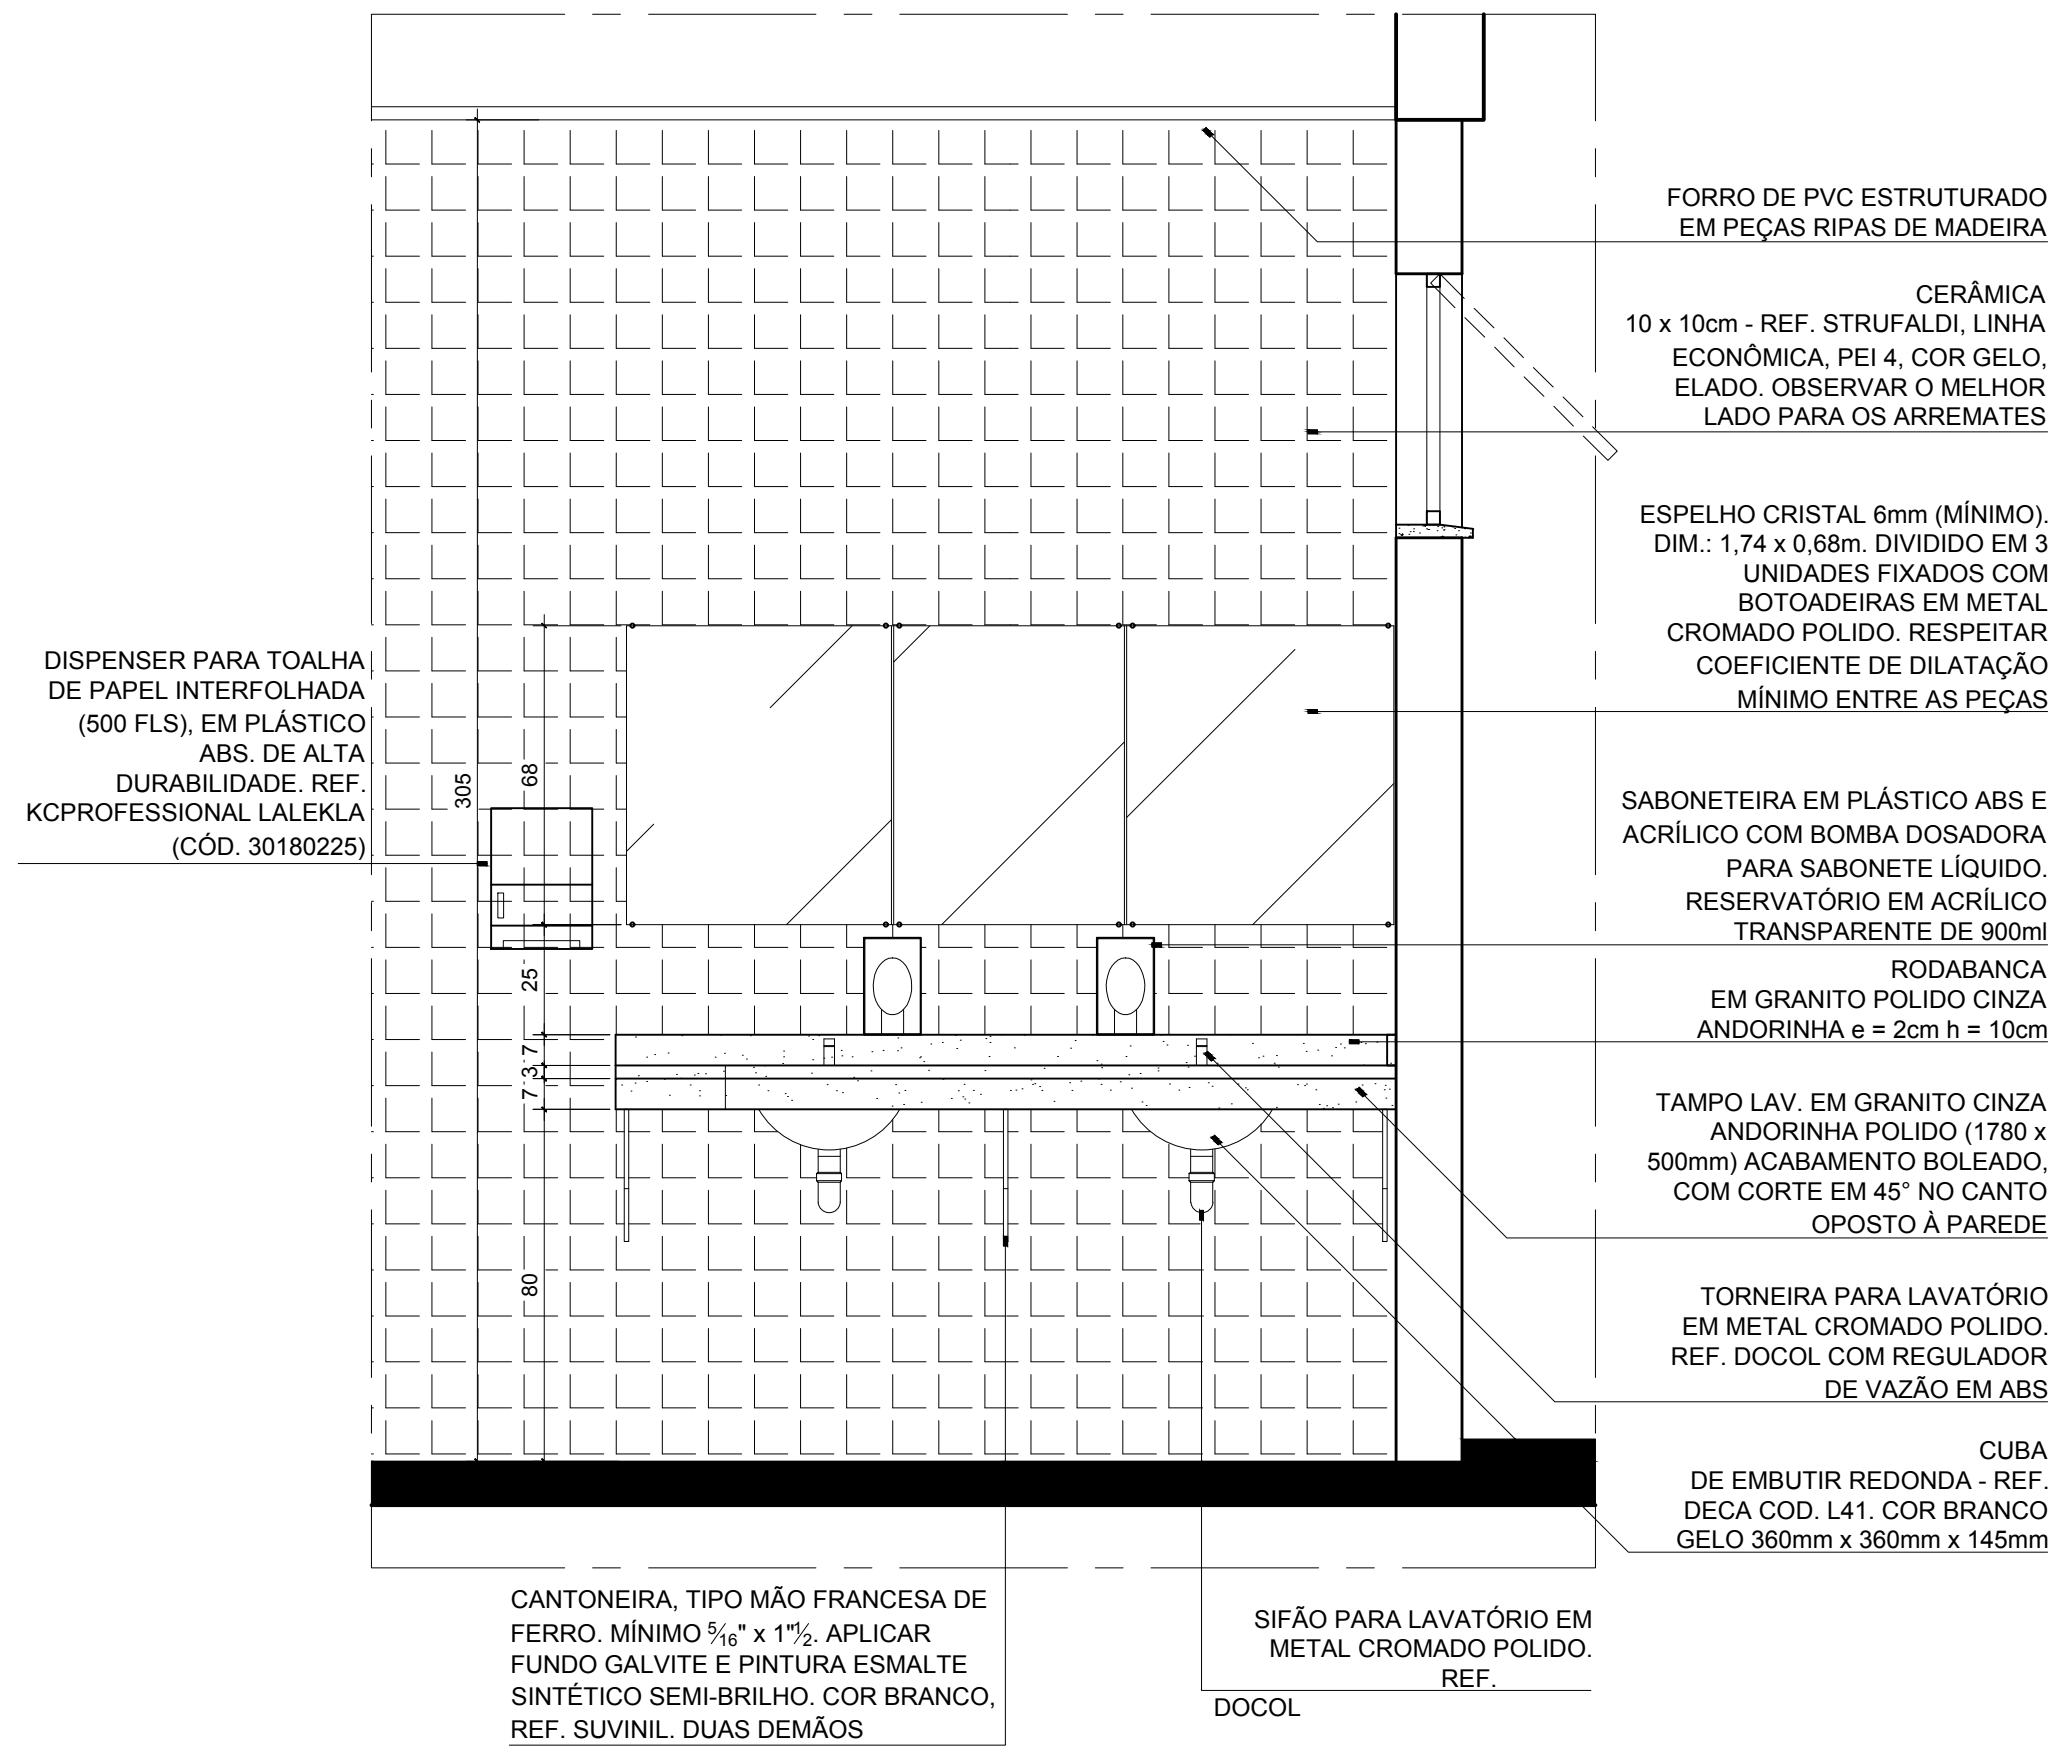 FORRO DE PVC ESTRUTURADO
EM PEÇAS RIPAS DE MADEIRA
CERÂMICA
10 x 10cm - REF. STRUFALDI, LINHA
ECONÔMICA, PEI 4, COR GELO,
ELADO. OBSERVAR O MELHOR
LADO PARA OS ARREMATES
ESPELHO CRISTAL 6mm (MÍNIMO).
DIM.: 1,74 x 0,68m. DIVIDIDO EM 3
UNIDADES FIXADOS COM
BOTOADEIRAS EM METAL
CROMADO POLIDO. RESPEITAR
COEFICIENTE DE DILATAÇÃO
MÍNIMO ENTRE AS PEÇAS
DISPENSER PARA TOALHA
DE PAPEL INTERFOLHADA
(500 FLS), EM PLÁSTICO
ABS. DE ALTA
DURABILIDADE. REF.
KCPROFESSIONAL LALEKLA
(CÓD. 30180225)
305
68
25
7
3
7
80
SABONETEIRA EM PLÁSTICO ABS E
ACRÍLICO COM BOMBA DOSADORA
PARA SABONETE LÍQUIDO.
RESERVATÓRIO EM ACRÍLICO
TRANSPARENTE DE 900ml
RODABANCA
EM GRANITO POLIDO CINZA
ANDORINHA e = 2cm h = 10cm
TAMPO LAV. EM GRANITO CINZA
ANDORINHA POLIDO (1780 x
500mm) ACABAMENTO BOLEADO,
COM CORTE EM 45° NO CANTO
OPOSTO À PAREDE
TORNEIRA PARA LAVATÓRIO
EM METAL CROMADO POLIDO.
REF. DOCOL COM REGULADOR
DE VAZÃO EM ABS
CUBA
DE EMBUTIR REDONDA - REF.
DECA COD. L41. COR BRANCO
GELO 360mm x 360mm x 145mm
CANTONEIRA, TIPO MÃO FRANCESA DE
FERRO. MÍNIMO 5⁄16" x 1"½. APLICAR
FUNDO GALVITE E PINTURA ESMALTE
SINTÉTICO SEMI-BRILHO. COR BRANCO,
REF. SUVINIL. DUAS DEMÃOS
SIFÃO PARA LAVATÓRIO EM
METAL CROMADO POLIDO.
REF.
DOCOL